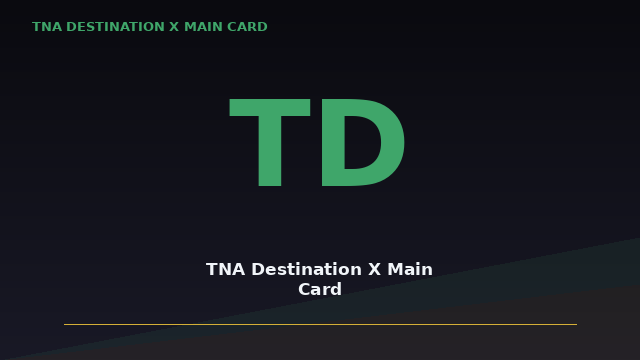 TNA DESTINATION X MAIN CARD
TD
TNA Destination X Main
Card